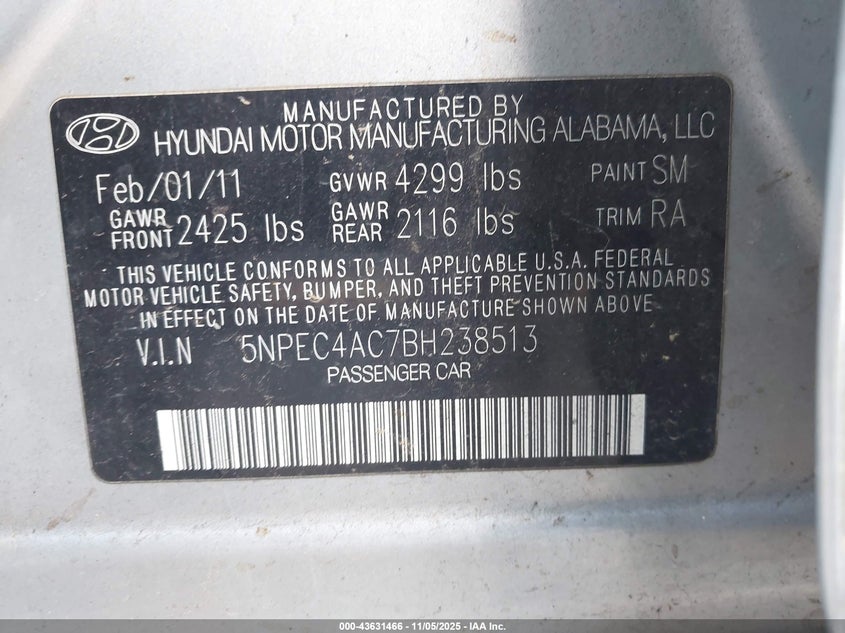 MANUFACTURED BY
HYUNDAI MOTOR MANUFACTURING ALABAMA, LLC
Feb/01/11 GVWR 4299 lbs PAINT SM
GAWR FRONT 2425 lbs GAWR REAR 2116 lbs TRIM RA
THIS VEHICLE CONFORMS TO ALL APPLICABLE U.S.A. FEDERAL
MOTOR VEHICLE SAFETY, BUMPER, AND THEFT PREVENTION STANDARDS
IN EFFECT ON THE DATE OF MANUFACTURE SHOWN ABOVE
V.I.N 5NPEC4AC7BH238513
PASSENGER CAR
000-43631466 - 11/05/2025 - IAA Inc.